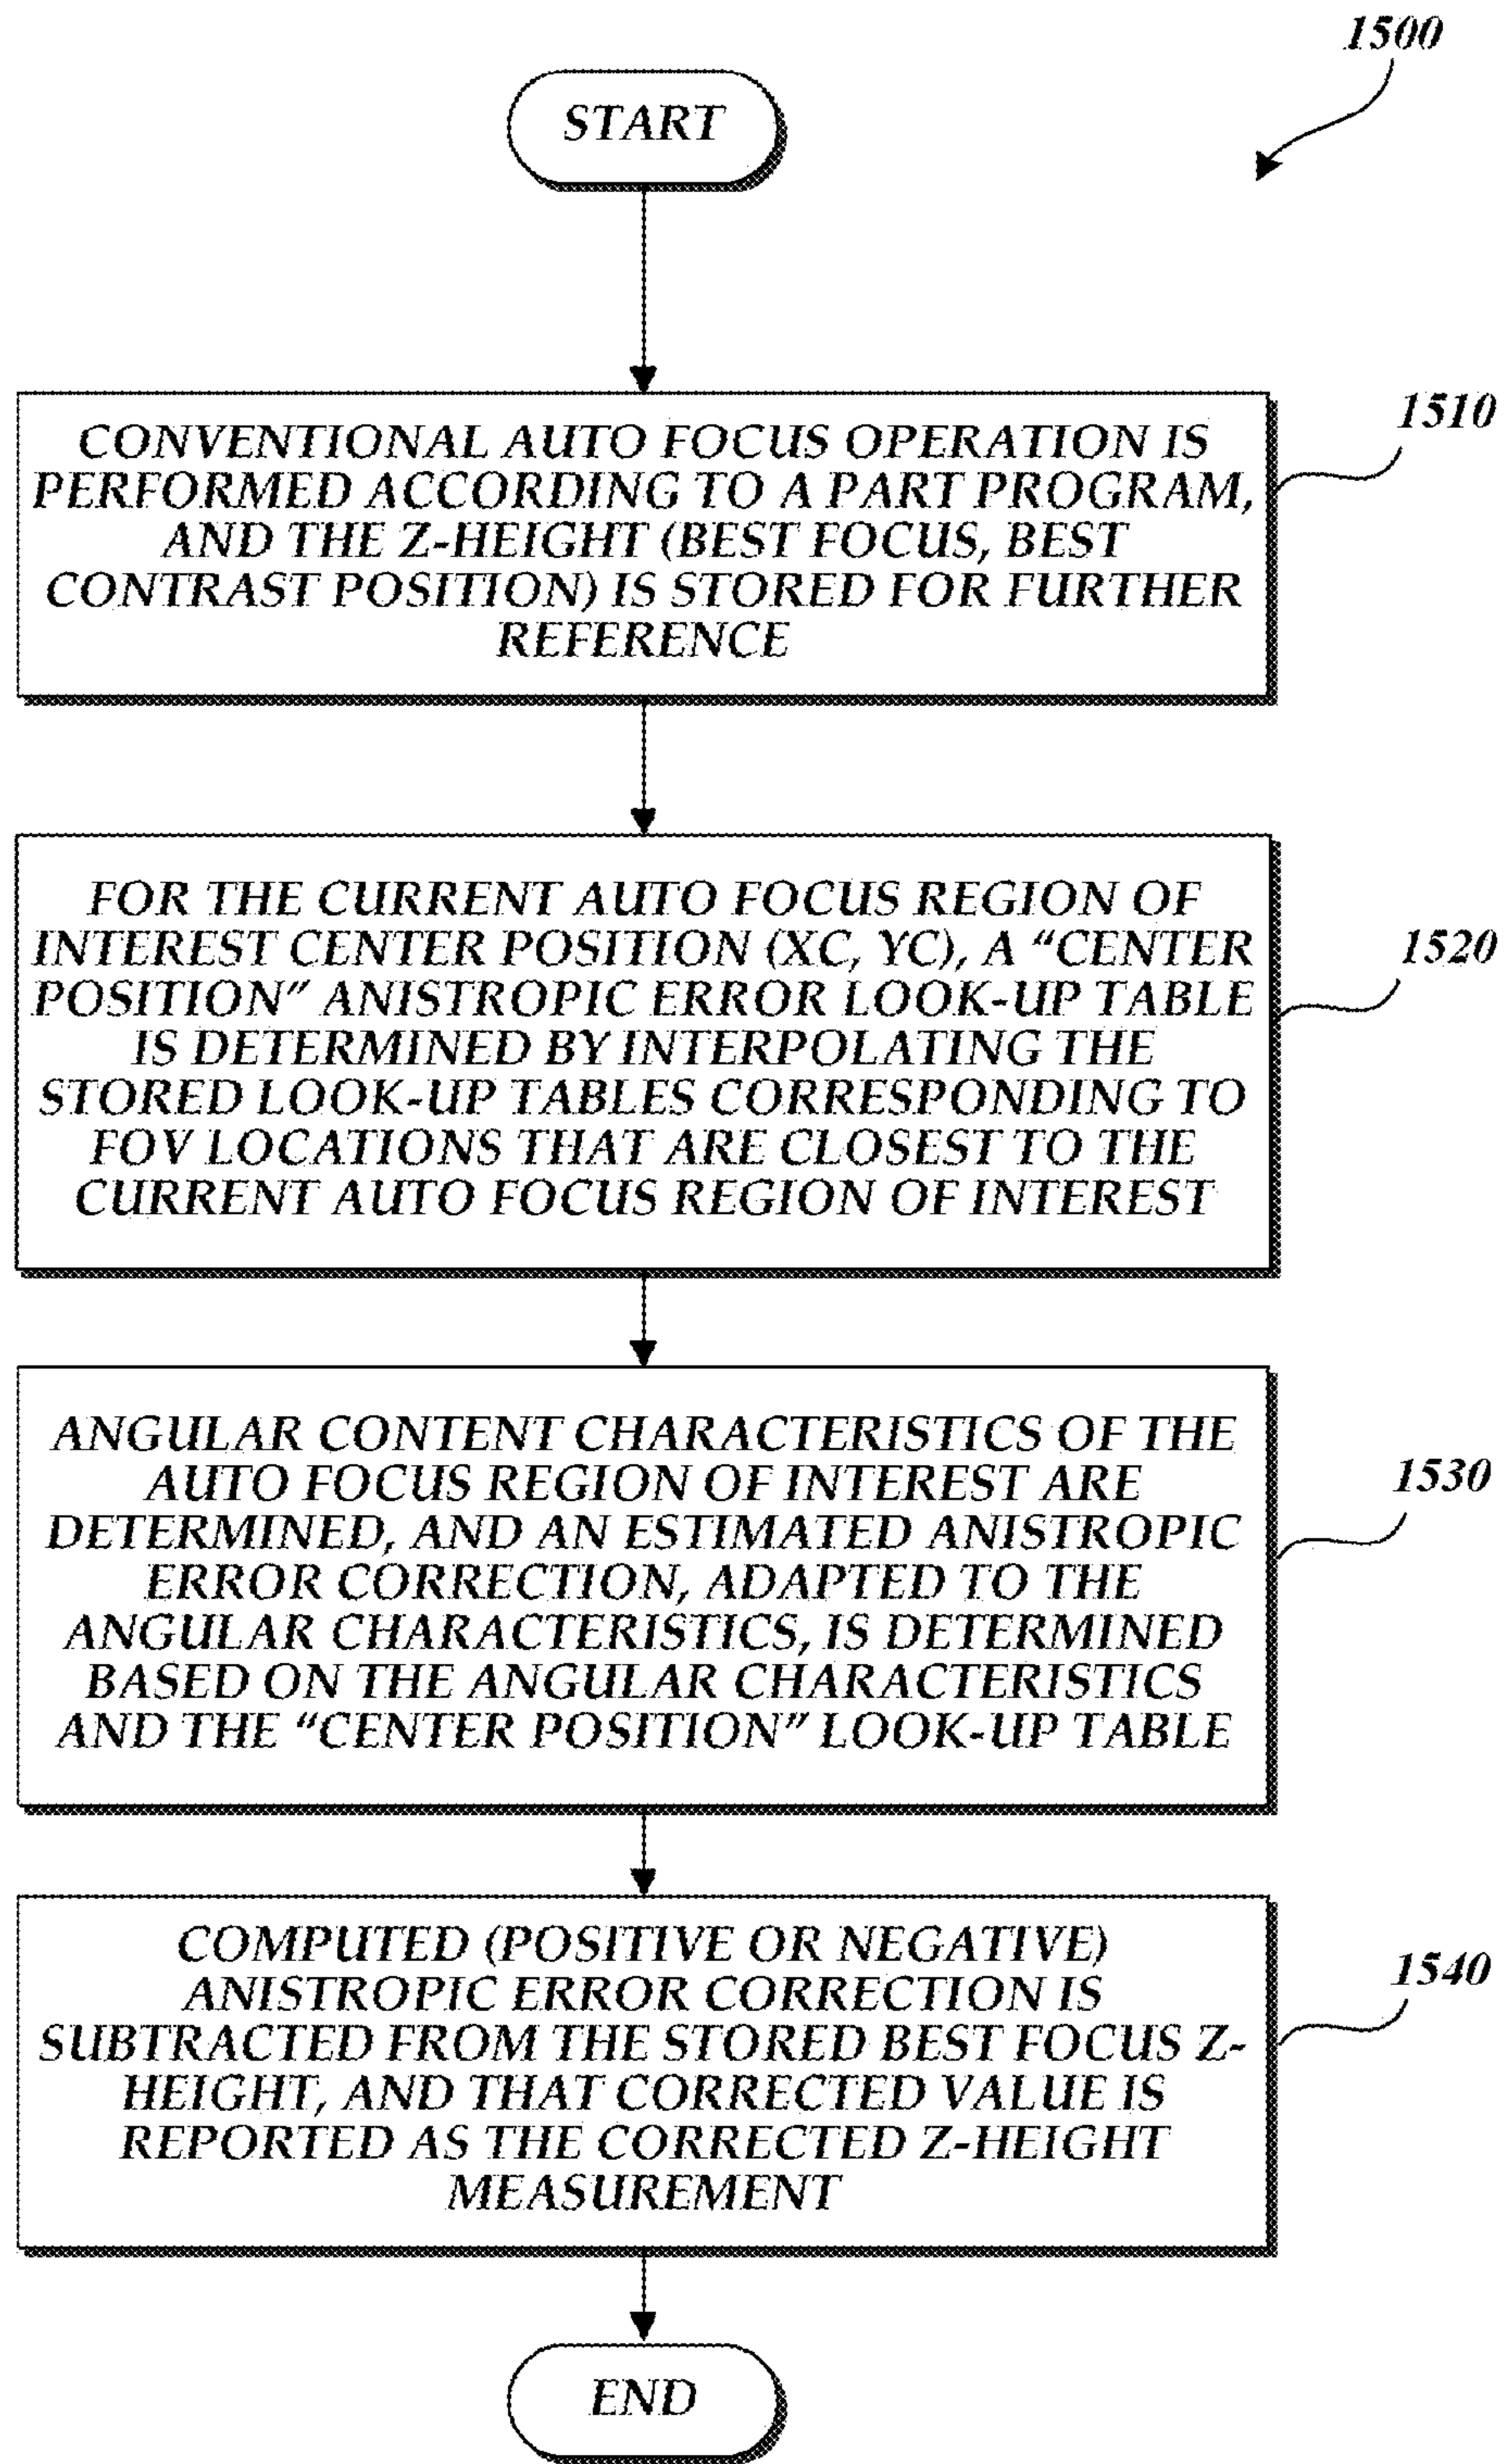 1500
START
1510
CONVENTIONAL AUTO FOCUS OPERATION IS
PERFORMED ACCORDING TO A PART PROGRAM,
AND THE Z-HEIGHT (BEST FOCUS, BEST
CONTRAST POSITION) IS STORED FOR FURTHER
REFERENCE
1520
FOR THE CURRENT AUTO FOCUS REGION OF
INTEREST CENTER POSITION (XC, YC), A “CENTER
POSITION” ANISTROPIC ERROR LOOK-UP TABLE
IS DETERMINED BY INTERPOLATING THE
STORED LOOK-UP TABLES CORRESPONDING TO
FOV LOCATIONS THAT ARE CLOSEST TO THE
CURRENT AUTO FOCUS REGION OF INTEREST
1530
ANGULAR CONTENT CHARACTERISTICS OF THE
AUTO FOCUS REGION OF INTEREST ARE
DETERMINED, AND AN ESTIMATED ANISTROPIC
ERROR CORRECTION, ADAPTED TO THE
ANGULAR CHARACTERISTICS, IS DETERMINED
BASED ON THE ANGULAR CHARACTERISTICS
AND THE “CENTER POSITION” LOOK-UP TABLE
1540
COMPUTED (POSITIVE OR NEGATIVE)
ANISTROPIC ERROR CORRECTION IS
SUBTRACTED FROM THE STORED BEST FOCUS Z-
HEIGHT, AND THAT CORRECTED VALUE IS
REPORTED AS THE CORRECTED Z-HEIGHT
MEASUREMENT
END